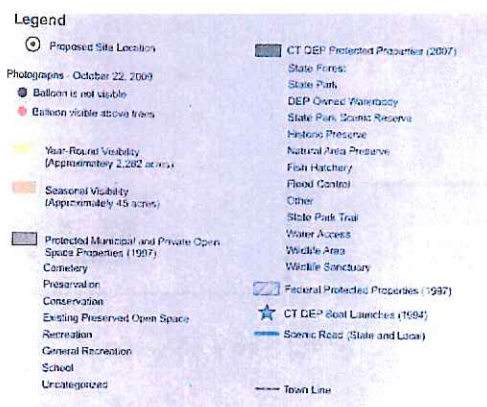 Legend
Proposed Site Location
Photographs - October 22, 2009
Balloon is not visible
Balloon visible above trees
Year-Round Visibility
(Approximately 2,282 acres)
Seasonal Visibility
(Approximately 45 acres)
Protected Municipal and Private Open
Space Properties (1997)
Cemetery
Preservation
Conservation
Existing Preserved Open Space
Recreation
General Recreation
School
Uncategorized
CT DEP Protected Properties (2007)
State Forest
State Park
DEP Owned Waterbody
State Park Scenic Reserve
Historic Preserve
Natural Area Preserve
Fish Hatchery
Flood Control
Other
State Park Trail
Water Access
Wildlife Area
Wildlife Sanctuary
Federal Protected Properties (1997)
CT DEP Boat Launches (1994)
Scenic Road (State and Local)
Town Line